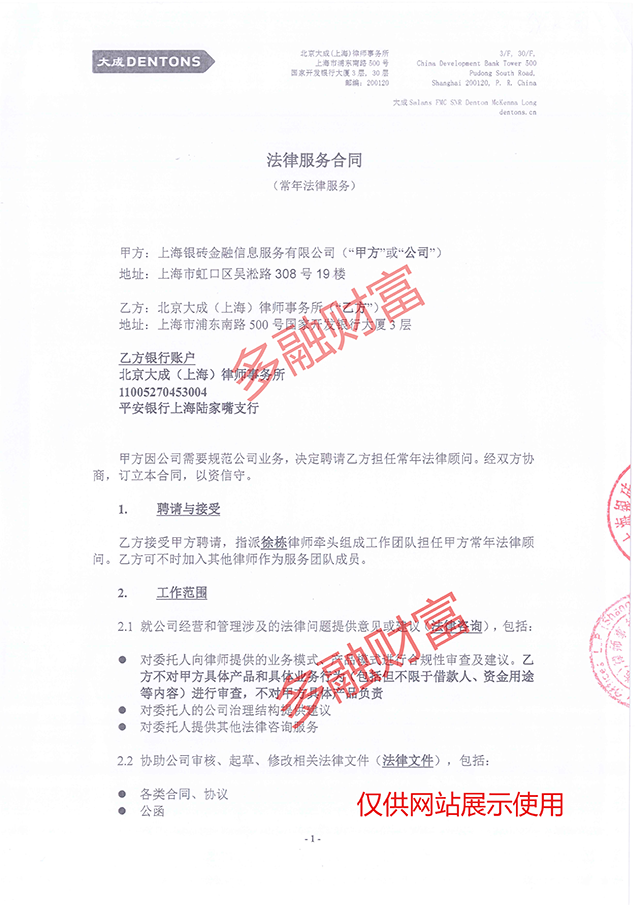 大成DENTONS
北京大成(上海)律师事务所
上海市浦东南路 500 号
国家开发银行大厦 3 层, 30 层
邮编: 200120
3/F, 30/F,
China Development Bank Tower 500
Pudong South Road,
Shanghai 200120, P. R. China
大成 Salans FMC SNR Denton McKenna Long
dentons.cn
法律服务合同
（常年法律服务）
甲方：上海银砖金融信息服务有限公司（“甲方”或“公司”）
地址：上海市虹口区吴淞路 308 号 19 楼
乙方：北京大成（上海）律师事务所（“乙方”）
地址：上海市浦东南路 500 号国家开发银行大厦 3 层
乙方银行账户
北京大成（上海）律师事务所
11005270453004
平安银行上海陆家嘴支行
多融财富
甲方因公司需要规范公司业务，决定聘请乙方担任常年法律顾问。经双方协
商，订立本合同，以资信守。
1. 聘请与接受
乙方接受甲方聘请，指派徐栋律师牵头组成工作团队担任甲方常年法律顾
问。乙方可不时加入其他律师作为服务团队成员。
2. 工作范围
2.1 就公司经营和管理涉及的法律问题提供意见或建议（法律咨询），包括：
● 对委托人向律师提供的业务模式、产品模式进行合规性审查及建议。乙
方不对甲方具体产品和具体业务行为（包括但不限于借款人、资金用途
等内容）进行审查，不对甲方具体产品负责
● 对委托人的公司治理结构提供建议
● 对委托人提供其他法律咨询服务
多融财富
2.2 协助公司审核、起草、修改相关法律文件（法律文件），包括：
● 各类合同、协议
● 公函
仅供网站展示使用
- 1 -